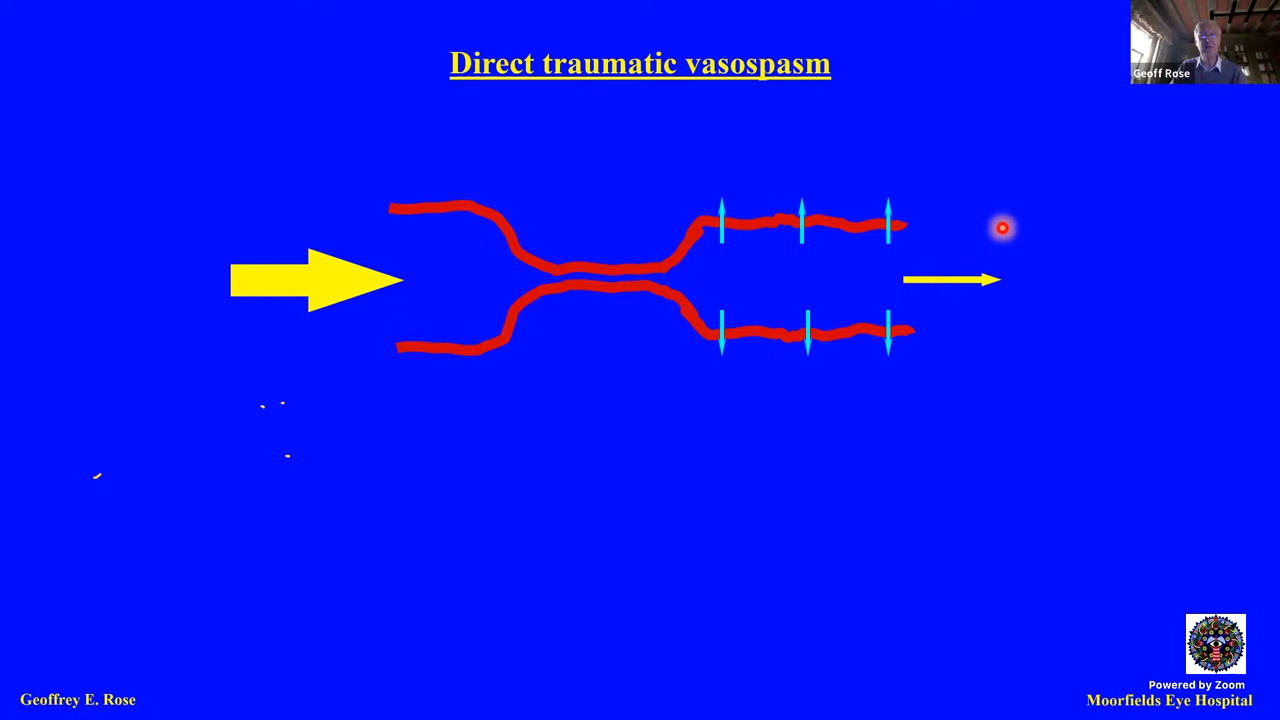 Direct traumatic vasospasm
Geoff Rose
Powered by Zoom
Geoffrey E. Rose
Moorfields Eye Hospital